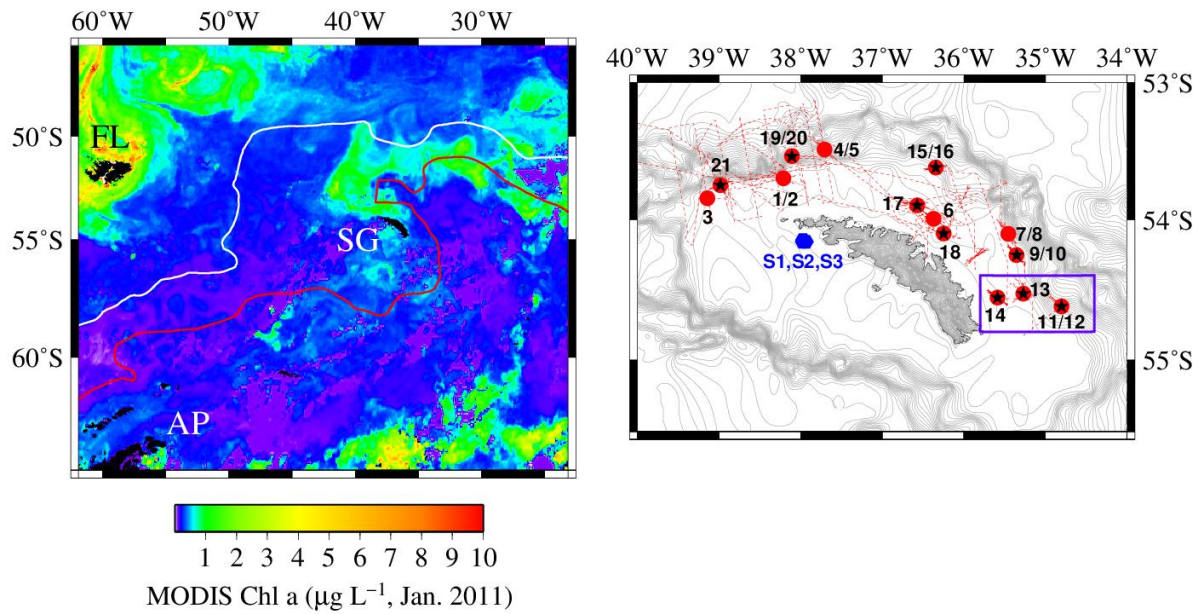 60°W 50°W 40°W 30°W
50°S
55°S
60°S
FL
SG
AP
1 2 3 4 5 6 7 8 9 10
MODIS Chl a (µg L⁻¹, Jan. 2011)
40°W 39°W 38°W 37°W 36°W 35°W 34°W
53°S
54°S
55°S
19/20
4/5
15/16
21
1/2
3
17
6
18
7/8
9/10
S1,S2,S3
13
14
11/12